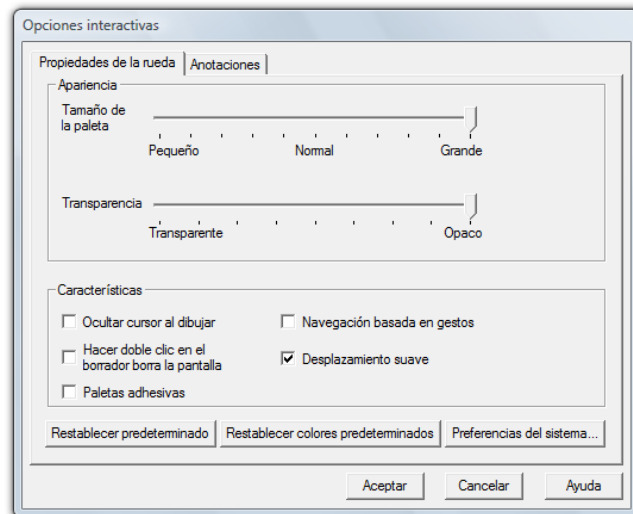 Opciones interactivas
Propiedades de la rueda
Anotaciones
Apariencia
Tamaño de
la paleta
Pequeño Normal Grande
Transparencia
Transparente Opaco
Características
Ocultar cursor al dibujar
Navegación basada en gestos
Hacer doble clic en el
borrador borra la pantalla
Desplazamiento suave
Paletas adhesivas
Restablecer predeterminado
Restablecer colores predeterminados
Preferencias del sistema...
Aceptar
Cancelar
Ayuda